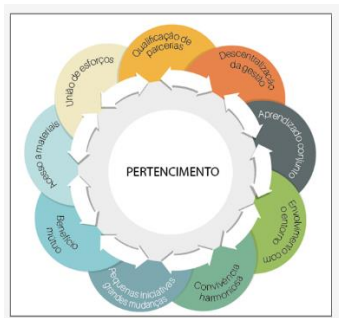 Qualificação de
parcerias
Descentralização
da gestão
Aprendizado conjunto
Envolvimento com
o entorno
Convivência
harmoniosa
Pequenas iniciativas
grandes mudanças
Benefício
mútuo
Acesso a materiais
União de esforços
PERTENCIMENTO